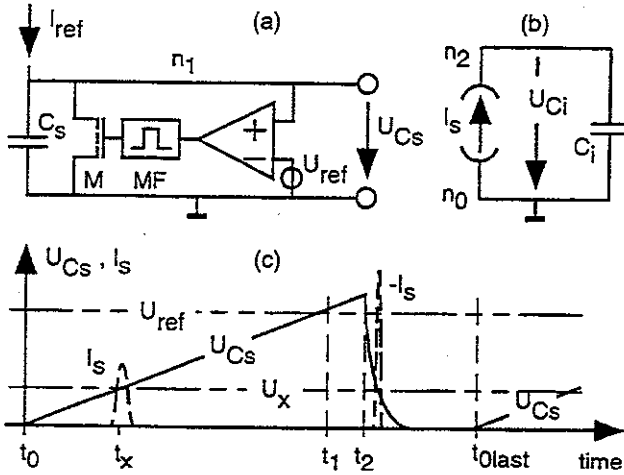 I_ref
(a)
(b)
n_1
n_2
C_s
M
MF
U_ref
U_Cs
I_s
U_Ci
C_i
n_0
U_Cs , I_s
(c)
-I_s
U_ref
U_Cs
I_s
U_x
U_Cs
t_0
t_x
t_1
t_2
t_0last
time